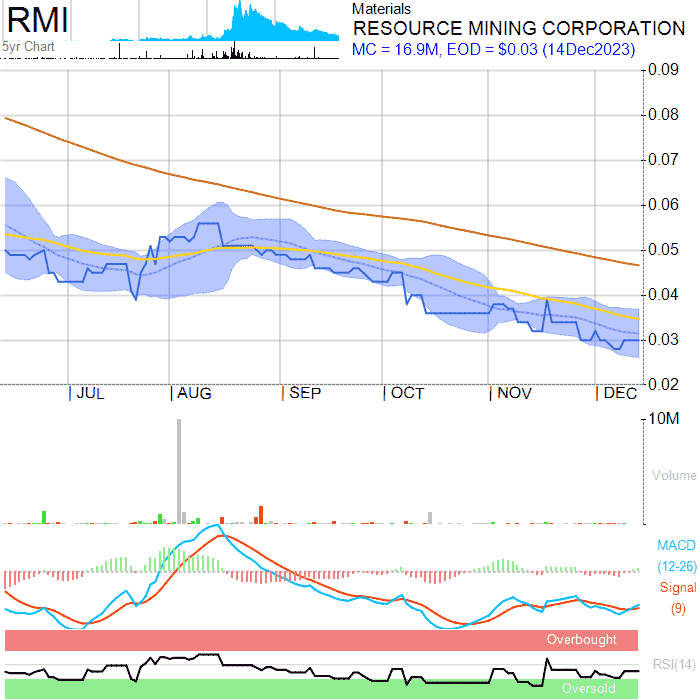 RMI
5yr Chart
Materials
RESOURCE MINING CORPORATION
MC = 16.9M, EOD = $0.03 (14Dec2023)
0.09
0.08
0.07
0.06
0.05
0.04
0.03
0.02
JUL AUG SEP OCT NOV DEC
10M
Volume
MACD
(12-26)
Signal
(9)
Overbought
RSI(14)
Oversold